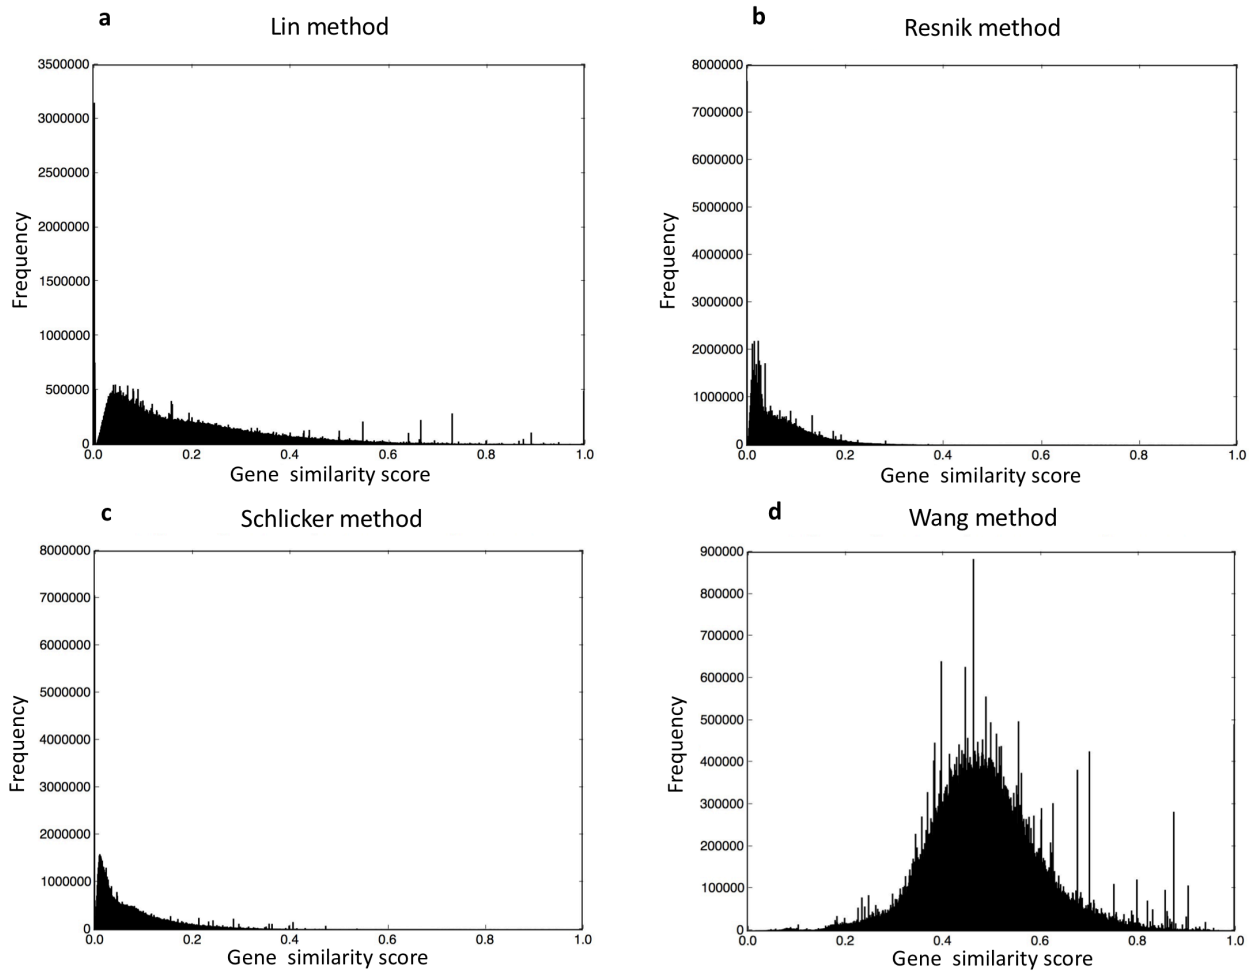 a
Lin method
3500000
3000000
2500000
2000000
1500000
1000000
500000
0
Frequency
0.0 0.2 0.4 0.6 0.8 1.0
Gene similarity score
b
Resnik method
8000000
7000000
6000000
5000000
4000000
3000000
2000000
1000000
0
Frequency
0.0 0.2 0.4 0.6 0.8 1.0
Gene similarity score
c
Schlicker method
8000000
7000000
6000000
5000000
4000000
3000000
2000000
1000000
0
Frequency
0.0 0.2 0.4 0.6 0.8 1.0
Gene similarity score
d
Wang method
900000
800000
700000
600000
500000
400000
300000
200000
100000
0
Frequency
0.0 0.2 0.4 0.6 0.8 1.0
Gene similarity score